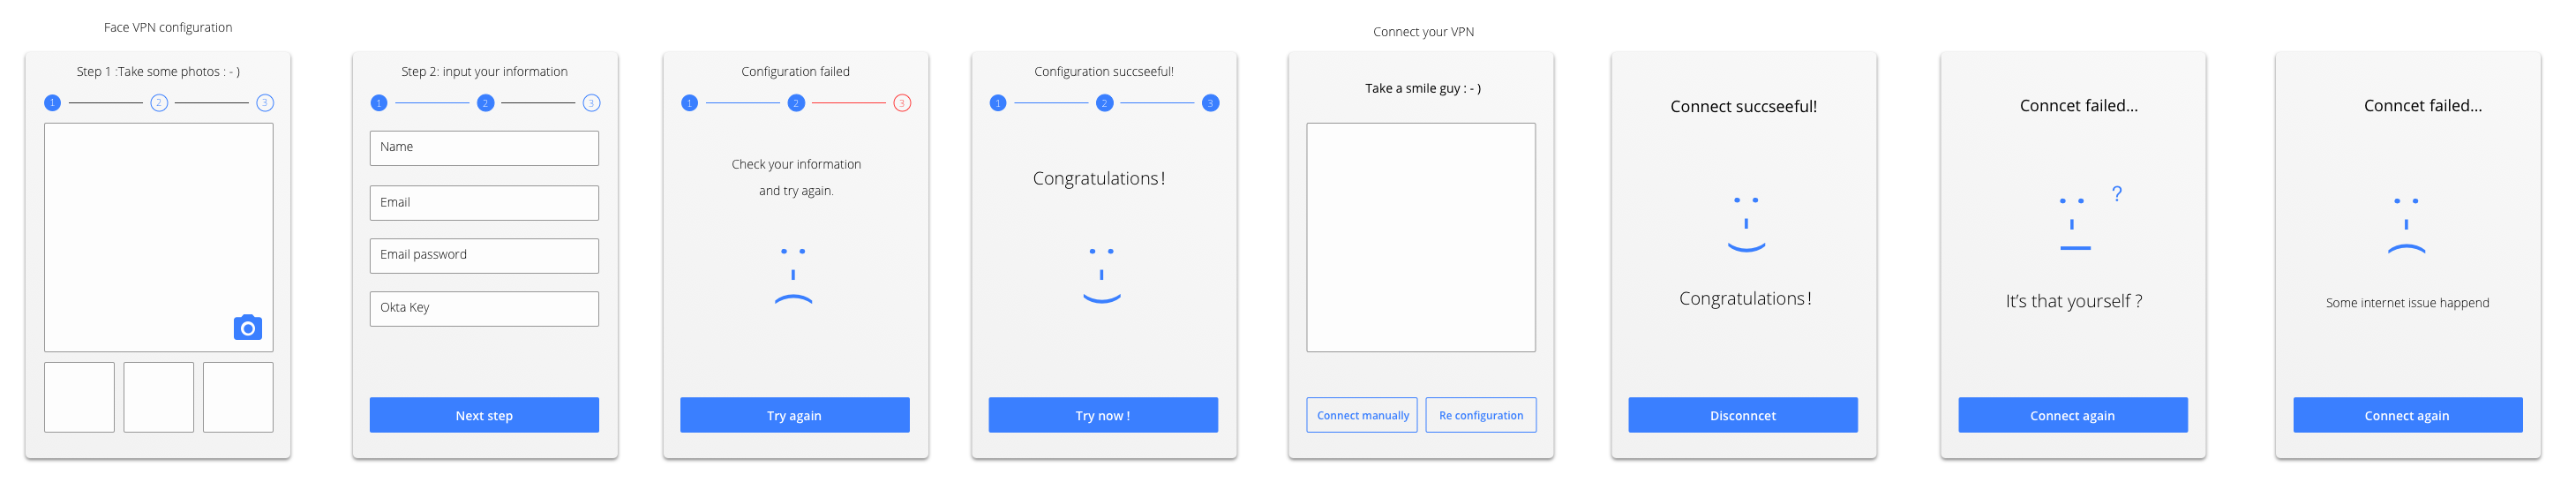 Face VPN configuration
Step 1 :Take some photos : - )
1
2
3
Step 2: input your information
1
2
3
Name
Email
Email password
Okta Key
Next step
Configuration failed
1
2
3
Check your information
and try again.
Try again
Configuration succseeful!
1
2
3
Congratulations!
Try now !
Connect your VPN
Take a smile guy : - )
Connect manually
Re configuration
Connect succseeful!
Congratulations!
Disconncet
Conncet failed...
?
It's that yourself ?
Connect again
Conncet failed...
Some internet issue happend
Connect again